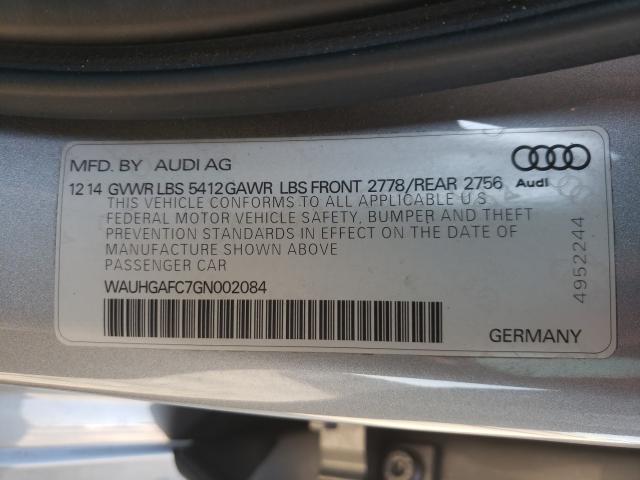 MFD. BY AUDI AG
12 14 GVWR LBS 5412 GAWR LBS FRONT 2778/REAR 2756
THIS VEHICLE CONFORMS TO ALL APPLICABLE U S
FEDERAL MOTOR VEHICLE SAFETY, BUMPER AND THEFT
PREVENTION STANDARDS IN EFFECT ON THE DATE OF
MANUFACTURE SHOWN ABOVE
PASSENGER CAR
WAUHGAFC7GN002084
Audi
4952244
GERMANY